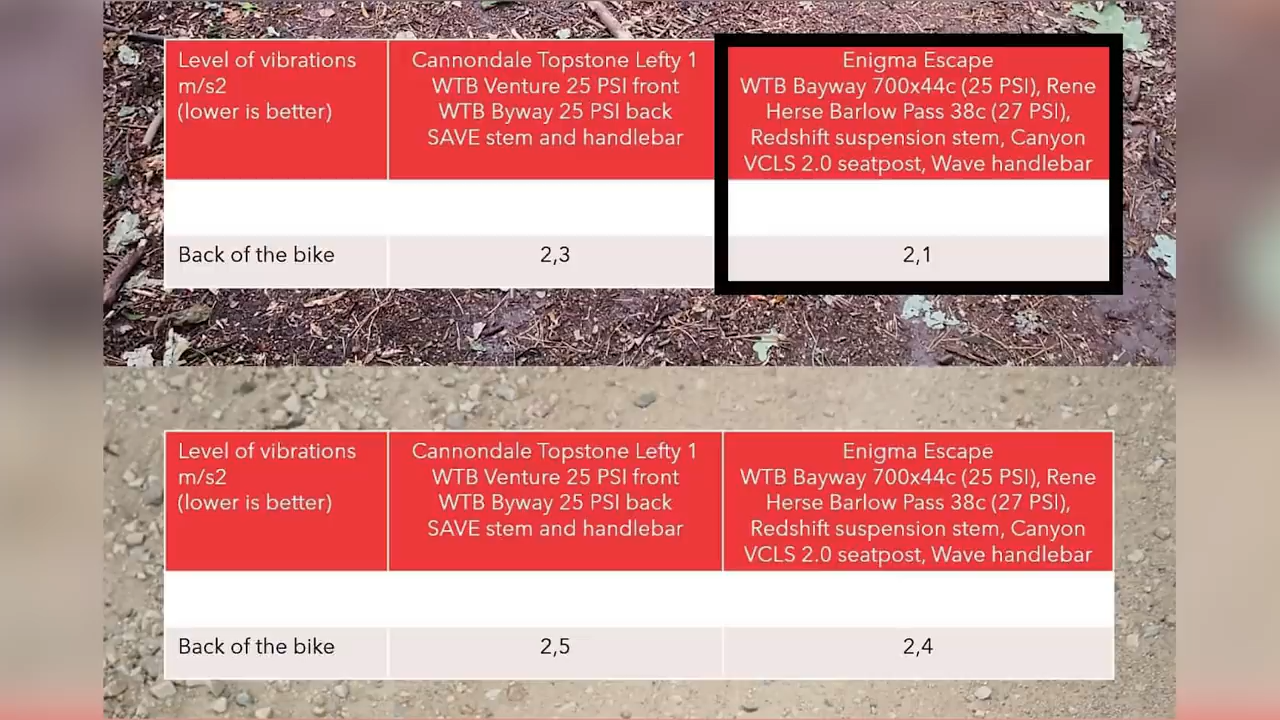 Level of vibrations
m/s2
(lower is better)
Cannondale Topstone Lefty 1
WTB Venture 25 PSI front
WTB Byway 25 PSI back
SAVE stem and handlebar
Enigma Escape
WTB Bayway 700x44c (25 PSI), Rene
Herse Barlow Pass 38c (27 PSI),
Redshift suspension stem, Canyon
VCLS 2.0 seatpost, Wave handlebar
Back of the bike
2,3
2,1
Level of vibrations
m/s2
(lower is better)
Cannondale Topstone Lefty 1
WTB Venture 25 PSI front
WTB Byway 25 PSI back
SAVE stem and handlebar
Enigma Escape
WTB Bayway 700x44c (25 PSI), Rene
Herse Barlow Pass 38c (27 PSI),
Redshift suspension stem, Canyon
VCLS 2.0 seatpost, Wave handlebar
Back of the bike
2,5
2,4